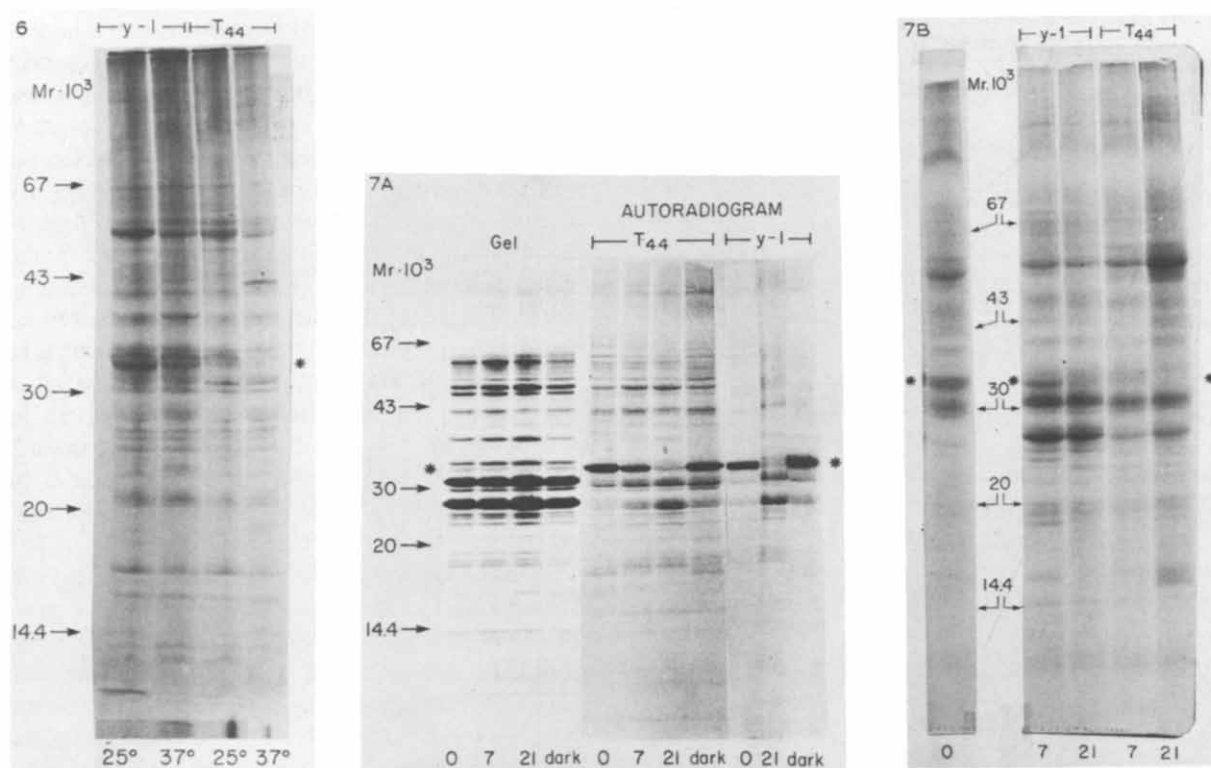 6
y-1 T44
Mr·10³
67
43
30
*
20
14.4
25° 37° 25° 37°
7A
AUTORADIOGRAM
Gel T44 y-1
Mr·10³
67
43
* *
30
20
14.4
0 7 21 dark 0 7 21 dark 0 21 dark
7B
y-1 T44
Mr.10³
67
43
* * *
30
20
14.4
0 7 21 7 21